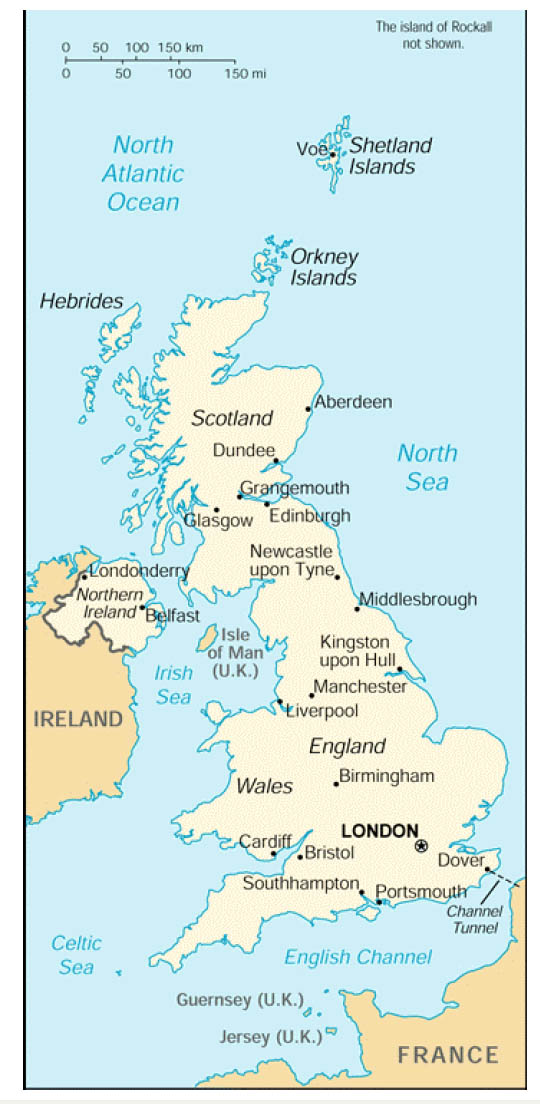 The island of Rockall
not shown.
0 50 100 150 km
0 50 100 150 mi
North
Atlantic
Ocean
Voe
Shetland
Islands
Orkney
Islands
Hebrides
Aberdeen
Scotland
Dundee
North
Sea
Grangemouth
Glasgow
Edinburgh
Newcastle
upon Tyne
Londonderry
Northern
Ireland
Belfast
Middlesbrough
Isle
of Man
(U.K.)
Kingston
upon Hull
Irish
Sea
Manchester
Liverpool
IRELAND
England
Birmingham
Wales
LONDON
Cardiff
Bristol
Dover
Southhampton
Portsmouth
Channel
Tunnel
Celtic
Sea
English Channel
Guernsey (U.K.)
Jersey (U.K.)
FRANCE